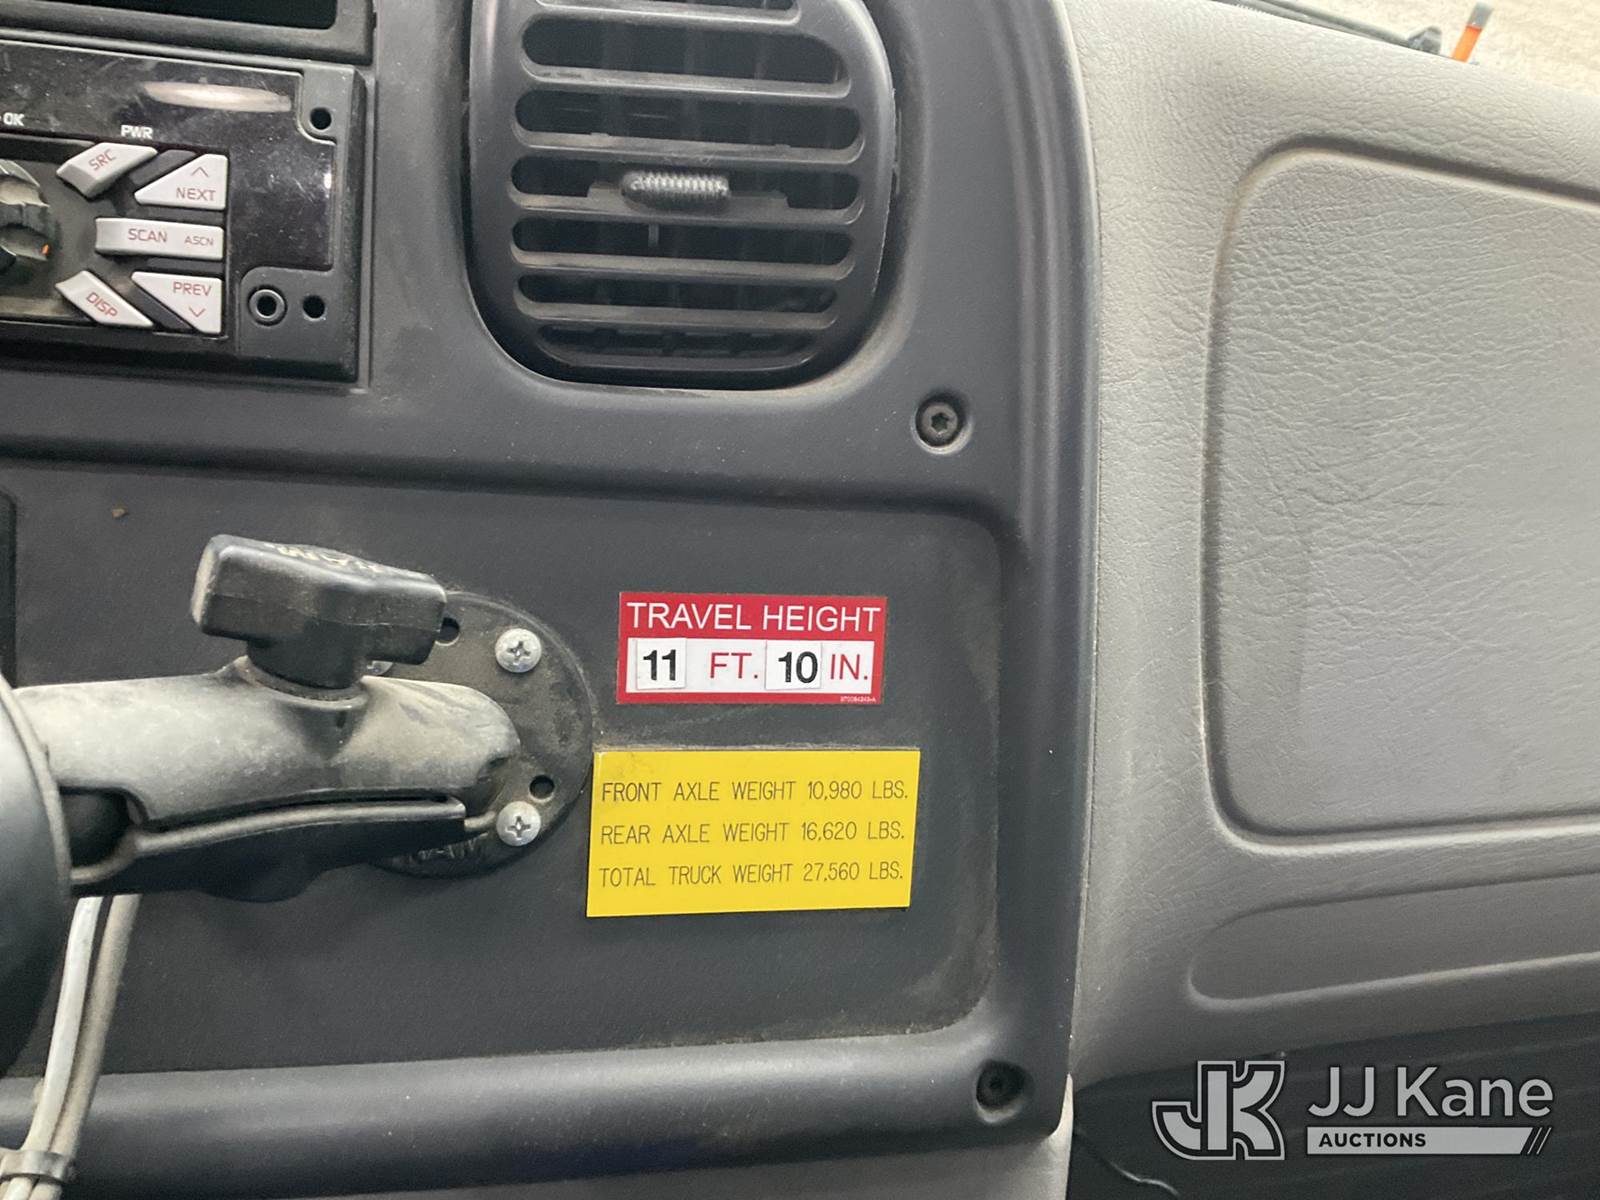 OK
PWR
SRC
NEXT
SCAN ASCN
PREV
DISP
TRAVEL HEIGHT
11 FT. 10 IN.
FRONT AXLE WEIGHT 10,980 LBS.
REAR AXLE WEIGHT 16,620 LBS.
TOTAL TRUCK WEIGHT 27,560 LBS.
JK JJ Kane
AUCTIONS